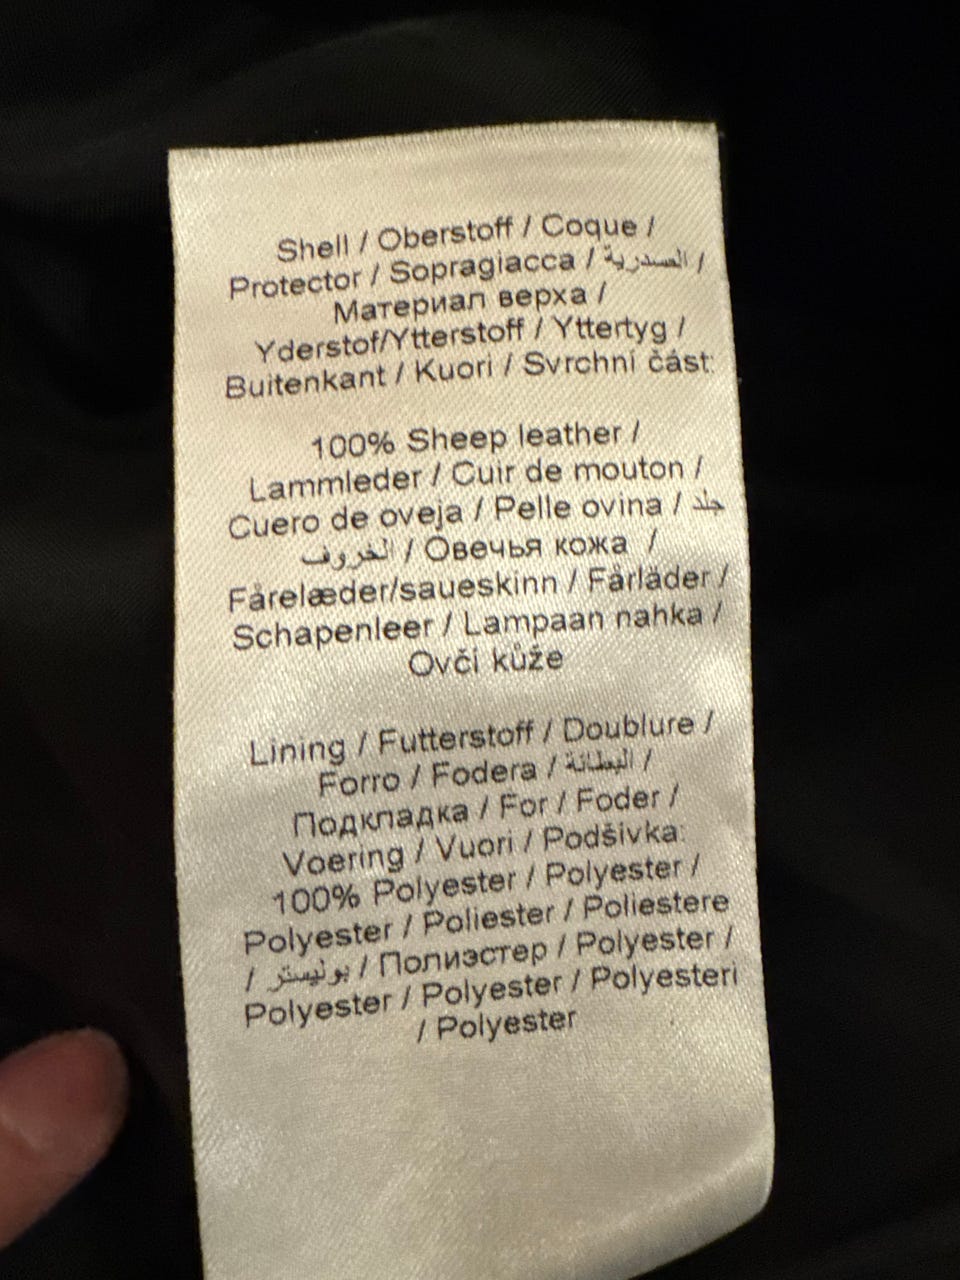 Shell / Oberstoff / Coque /
Protector / Sopragiacca / الصدرية /
Материал верха /
Yderstof/Ytterstoff / Yttertyg /
Buitenkant / Kuori / Svrchní část:
100% Sheep leather /
Lammleder / Cuir de mouton /
Cuero de oveja / Pelle ovina / جلد
الخروف / Овечья кожа /
Fårelæder/saueskinn / Fårläder /
Schapenleer / Lampaan nahka /
Ovčí kůže
Lining / Futterstoff / Doublure /
Forro / Fodera / البطانة /
Подкладка / For / Foder /
Voering / Vuori / Podšívka:
100% Polyester / Polyester /
Polyester / Poliester / Poliestere
/ بوليستر / Полиэстер / Polyester /
Polyester / Polyester / Polyesteri
/ Polyester